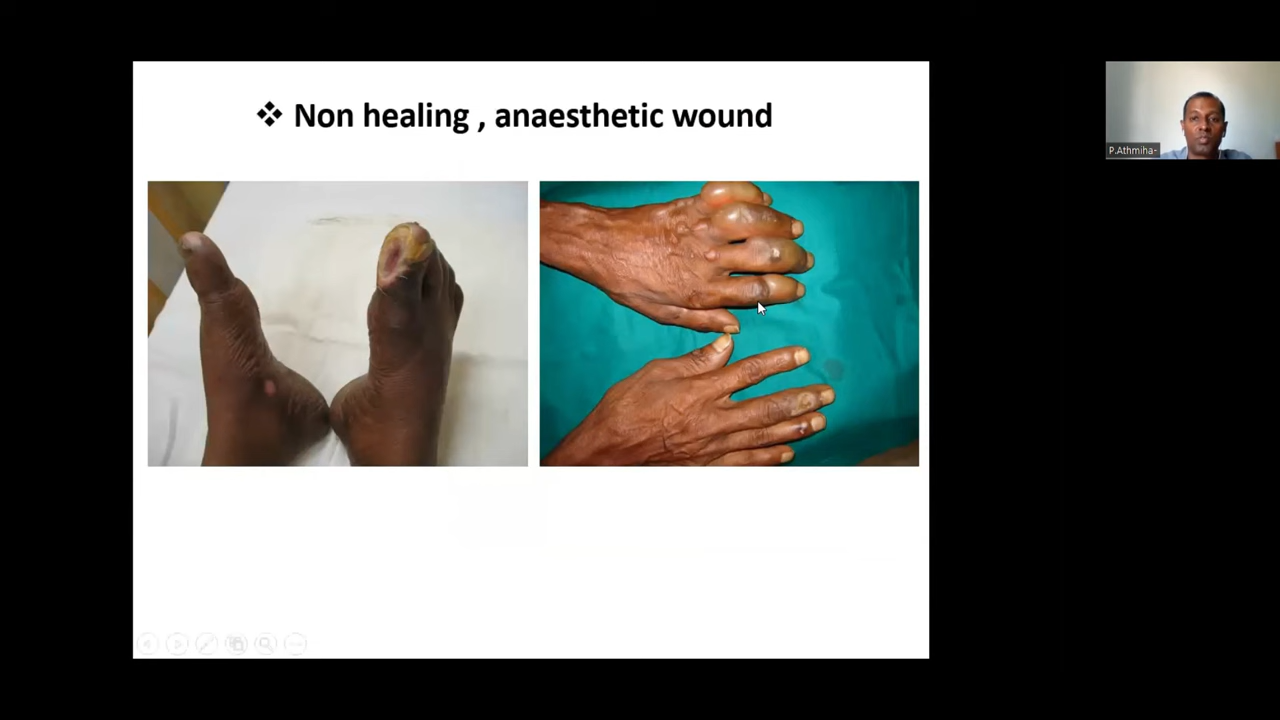 ❖ Non healing , anaesthetic wound
P.Athmiha-